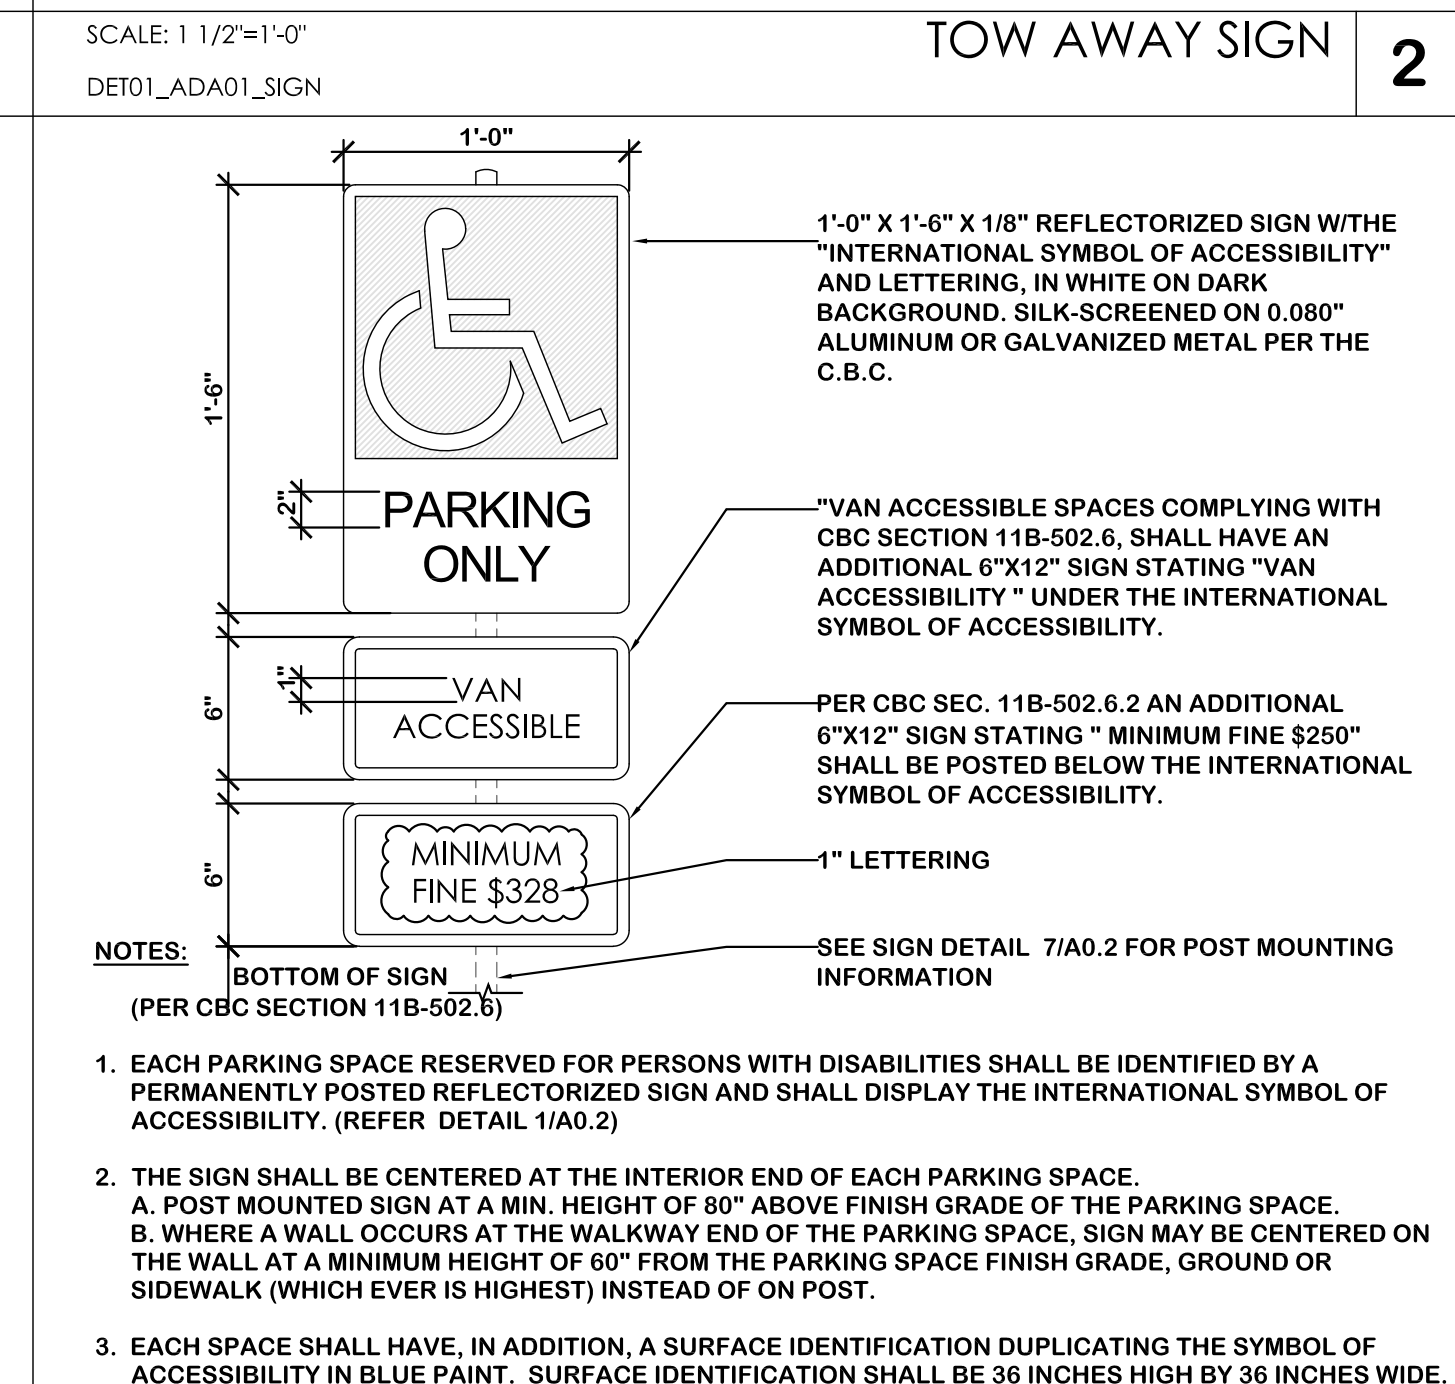 SCALE: 1 1/2"=1'-0"
DET01_ADA01_SIGN
TOW AWAY SIGN
2
1'-0"
1'-6"
2"
PARKING
ONLY
6"
1"
VAN
ACCESSIBLE
6"
MINIMUM
FINE $328
1'-0" X 1'-6" X 1/8" REFLECTORIZED SIGN W/THE
"INTERNATIONAL SYMBOL OF ACCESSIBILITY"
AND LETTERING, IN WHITE ON DARK
BACKGROUND. SILK-SCREENED ON 0.080"
ALUMINUM OR GALVANIZED METAL PER THE
C.B.C.
"VAN ACCESSIBLE SPACES COMPLYING WITH
CBC SECTION 11B-502.6, SHALL HAVE AN
ADDITIONAL 6"X12" SIGN STATING "VAN
ACCESSIBILITY " UNDER THE INTERNATIONAL
SYMBOL OF ACCESSIBILITY.
PER CBC SEC. 11B-502.6.2 AN ADDITIONAL
6"X12" SIGN STATING " MINIMUM FINE $250"
SHALL BE POSTED BELOW THE INTERNATIONAL
SYMBOL OF ACCESSIBILITY.
1" LETTERING
SEE SIGN DETAIL 7/A0.2 FOR POST MOUNTING
INFORMATION
NOTES:
BOTTOM OF SIGN
(PER CBC SECTION 11B-502.6)
1. EACH PARKING SPACE RESERVED FOR PERSONS WITH DISABILITIES SHALL BE IDENTIFIED BY A
PERMANENTLY POSTED REFLECTORIZED SIGN AND SHALL DISPLAY THE INTERNATIONAL SYMBOL OF
ACCESSIBILITY. (REFER DETAIL 1/A0.2)
2. THE SIGN SHALL BE CENTERED AT THE INTERIOR END OF EACH PARKING SPACE.
A. POST MOUNTED SIGN AT A MIN. HEIGHT OF 80" ABOVE FINISH GRADE OF THE PARKING SPACE.
B. WHERE A WALL OCCURS AT THE WALKWAY END OF THE PARKING SPACE, SIGN MAY BE CENTERED ON
THE WALL AT A MINIMUM HEIGHT OF 60" FROM THE PARKING SPACE FINISH GRADE, GROUND OR
SIDEWALK (WHICH EVER IS HIGHEST) INSTEAD OF ON POST.
3. EACH SPACE SHALL HAVE, IN ADDITION, A SURFACE IDENTIFICATION DUPLICATING THE SYMBOL OF
ACCESSIBILITY IN BLUE PAINT. SURFACE IDENTIFICATION SHALL BE 36 INCHES HIGH BY 36 INCHES WIDE.